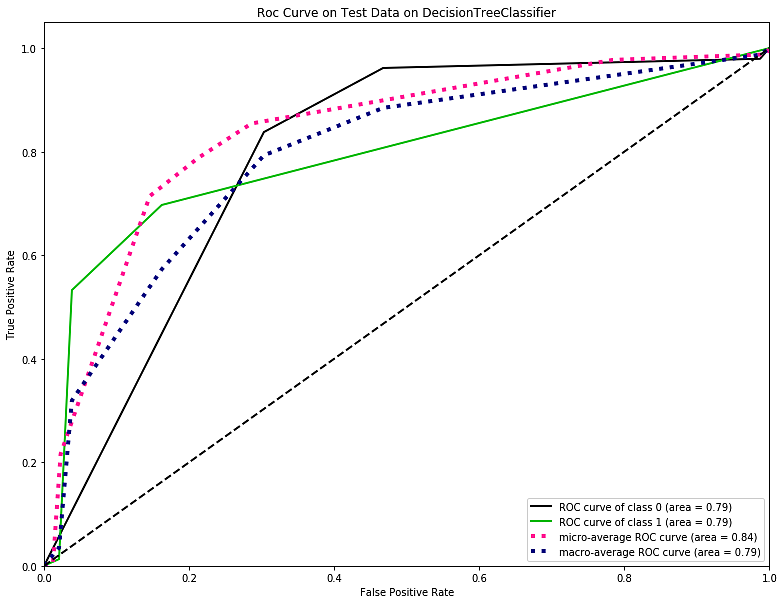 Roc Curve on Test Data on DecisionTreeClassifier
True Positive Rate
1.0
0.8
0.6
0.4
0.2
0.0
0.0 0.2 0.4 0.6 0.8 1.0
False Positive Rate
ROC curve of class 0 (area = 0.79)
ROC curve of class 1 (area = 0.79)
micro-average ROC curve (area = 0.84)
macro-average ROC curve (area = 0.79)